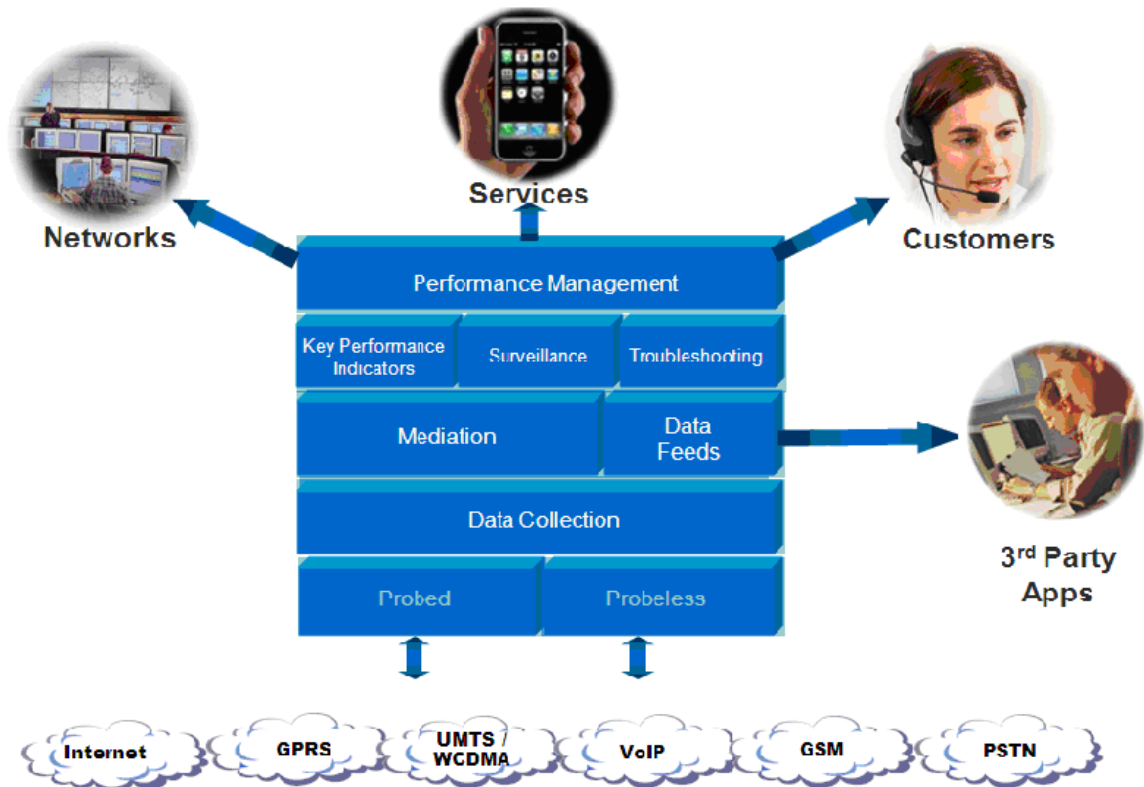 Services
Networks
Customers
Performance Management
Key Performance
Indicators
Surveillance
Troubleshooting
Mediation
Data
Feeds
Data Collection
3rd Party
Apps
Probed
Probeless
Internet
GPRS
UMTS /
WCDMA
VoIP
GSM
PSTN